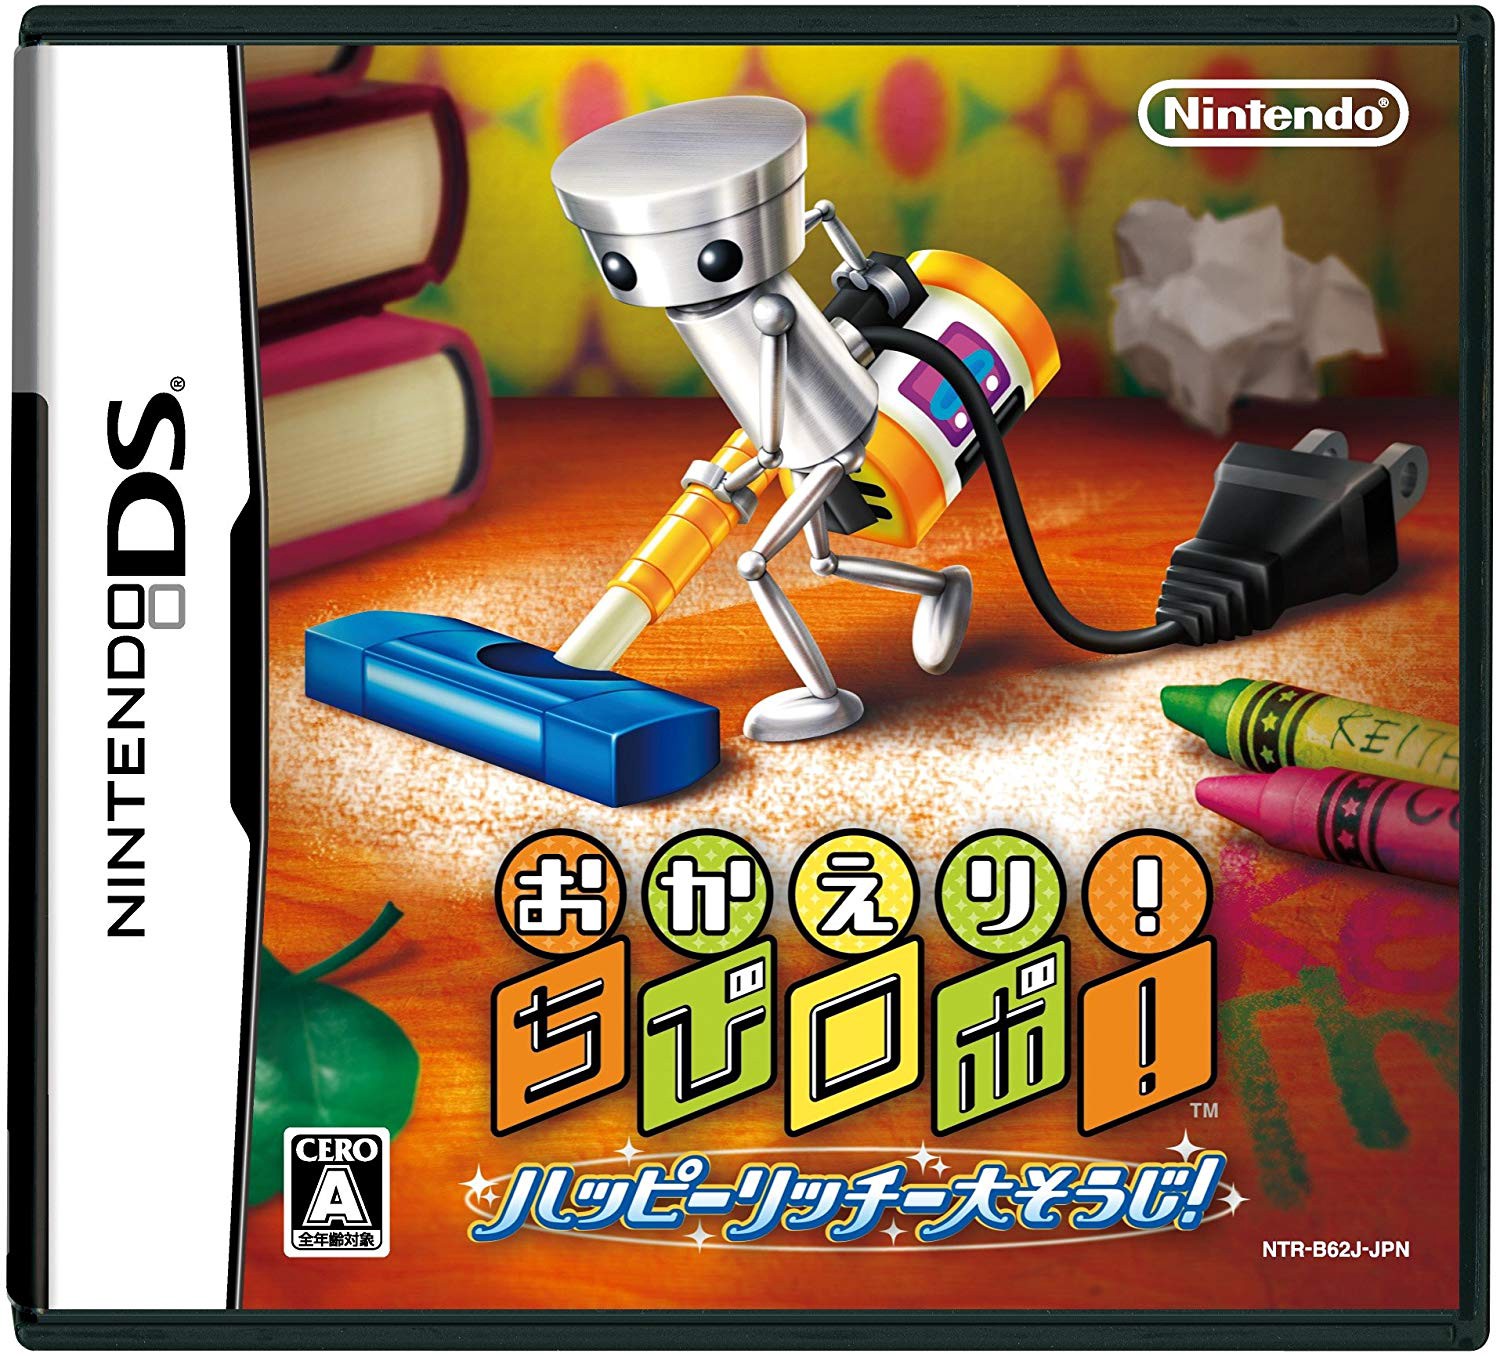 Nintendo®
NINTENDO DS®
KEITH
おかえり!
ちびロボ!
TM
ハッピーリッチー大そうじ!
CERO
A
全年齢対象
NTR-B62J-JPN